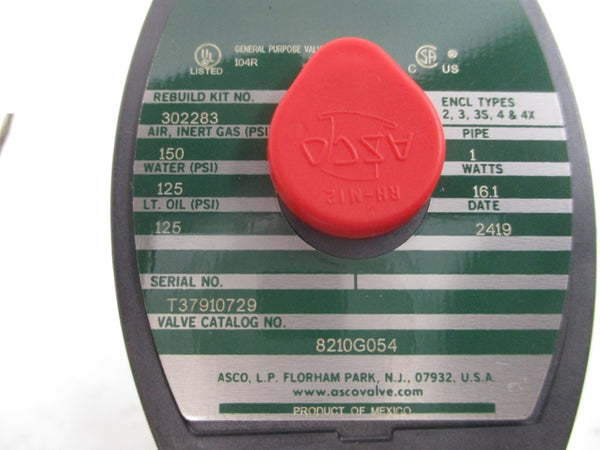 UL
LISTED
GENERAL PURPOSE VALVE
104R
CSA ®
C US
REBUILD KIT NO.
302283
ENCL TYPES
2, 3, 3S, 4 & 4X
AIR, INERT GAS (PSI)
150
PIPE
1
WATER (PSI)
125
WATTS
16.1
LT. OIL (PSI)
125
DATE
2419
ASCO
RH-N12
SERIAL NO.
T37910729
VALVE CATALOG NO.
8210G054
ASCO, L.P. FLORHAM PARK, N.J., 07932, U.S.A.
www.ascovalve.com
PRODUCT OF MEXICO